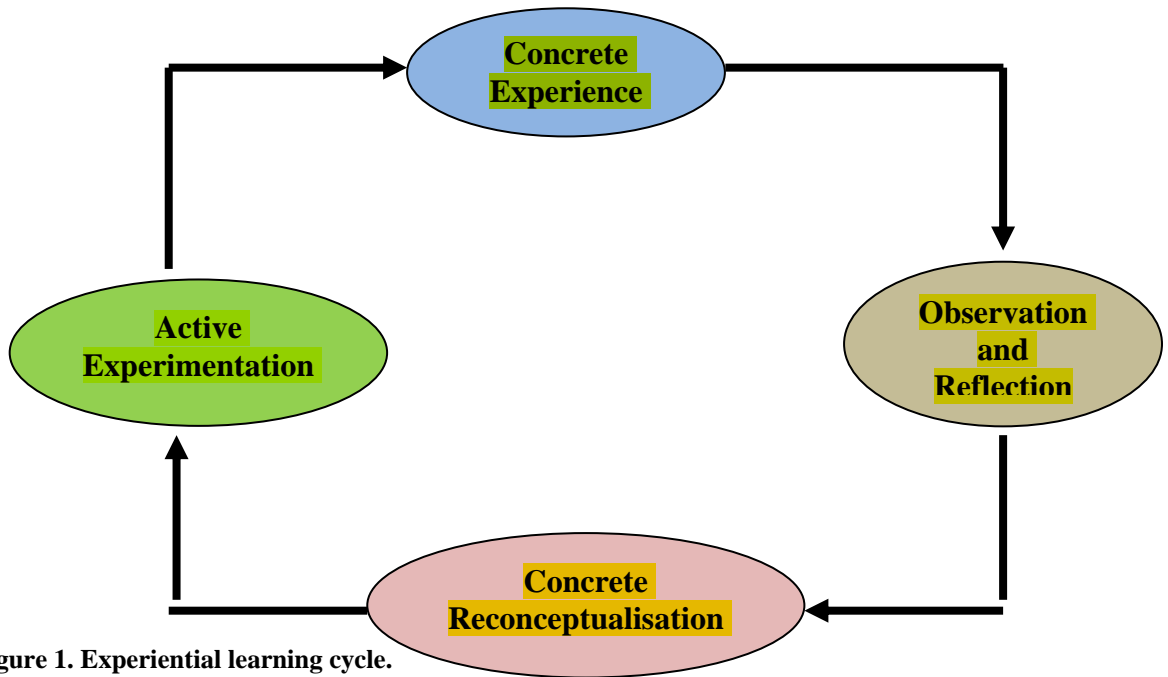 Concrete
Experience
Active
Experimentation
Observation
and
Reflection
Concrete
Reconceptualisation
gure 1. Experiential learning cycle.